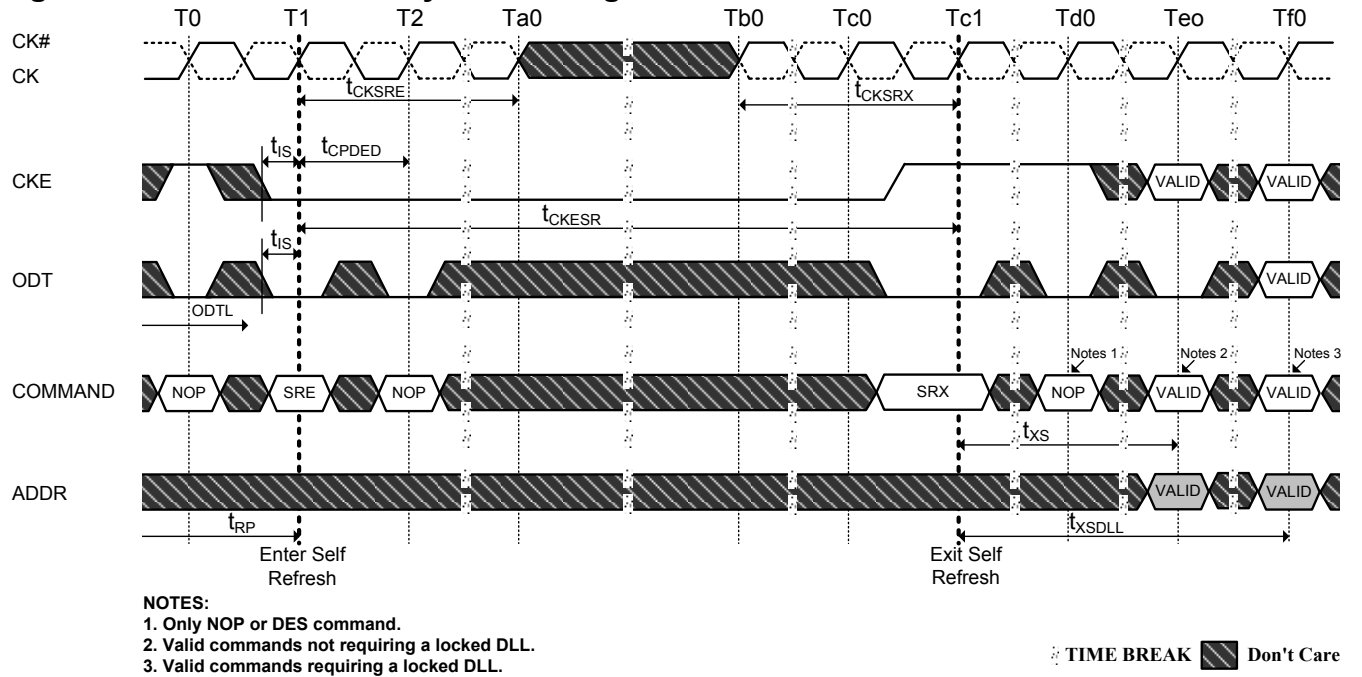 T0 T1 T2 Ta0 Tb0 Tc0 Tc1 Td0 Teo Tf0
CK#
CK
tCKSRE tCKSRX
tIS tCPDED
CKE VALID VALID
tCKESR
tIS
ODT VALID
ODTL
Notes 1 Notes 2 Notes 3
COMMAND NOP SRE NOP SRX NOP VALID VALID
tXS
ADDR VALID VALID
tRP tXSDLL
Enter Self
Refresh
Exit Self
Refresh
NOTES:
1. Only NOP or DES command.
2. Valid commands not requiring a locked DLL.
3. Valid commands requiring a locked DLL.
TIME BREAK Don't Care